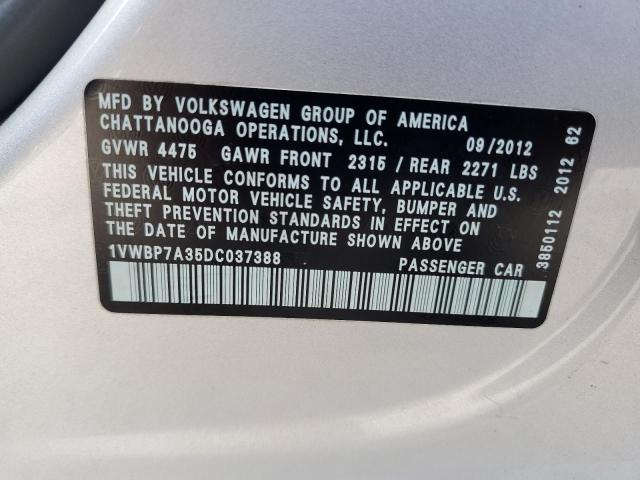 MFD BY VOLKSWAGEN GROUP OF AMERICA
CHATTANOOGA OPERATIONS, LLC. 09/2012
GVWR 4475 GAWR FRONT 2315 / REAR 2271 LBS
THIS VEHICLE CONFORMS TO ALL APPLICABLE U.S.
FEDERAL MOTOR VEHICLE SAFETY, BUMPER AND
THEFT PREVENTION STANDARDS IN EFFECT ON
THE DATE OF MANUFACTURE SHOWN ABOVE
1VWBP7A35DC037388 PASSENGER CAR
3850112 2012 62